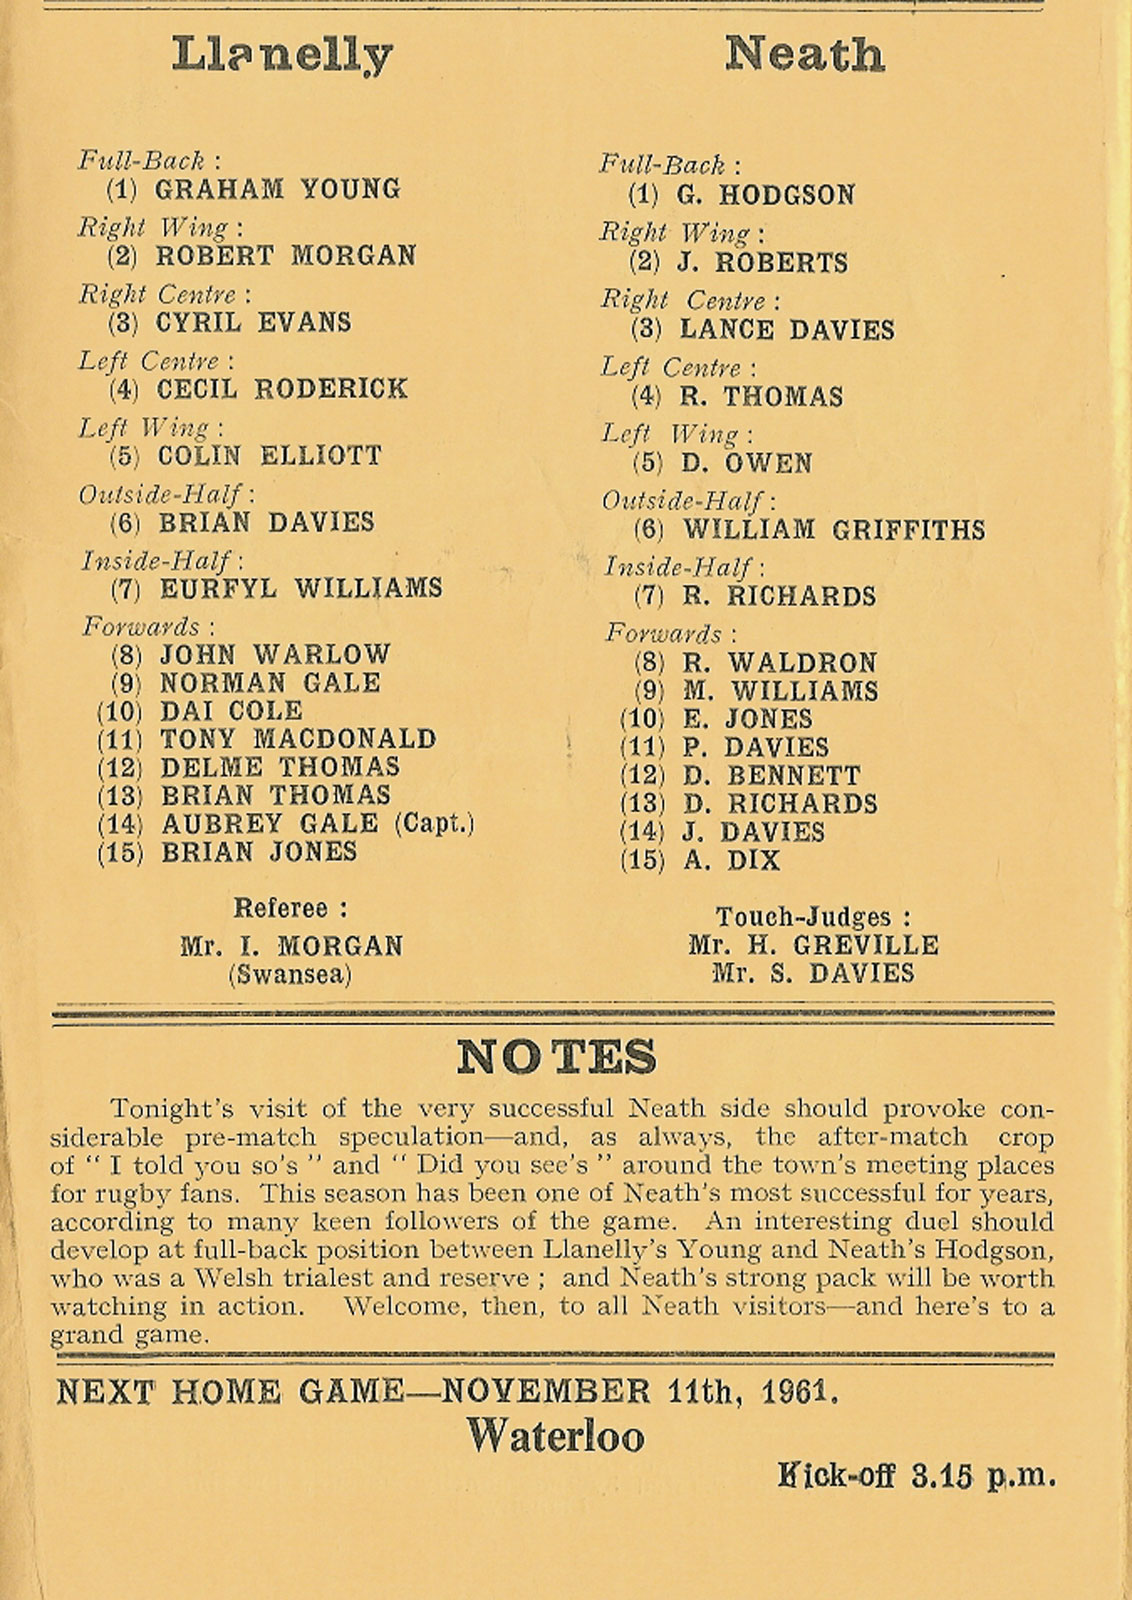 Llanelly
Full-Back :
(1) GRAHAM YOUNG
Right Wing :
(2) ROBERT MORGAN
Right Centre :
(3) CYRIL EVANS
Left Centre :
(4) CECIL RODERICK
Left Wing :
(5) COLIN ELLIOTT
Outside-Half :
(6) BRIAN DAVIES
Inside-Half :
(7) EURFYL WILLIAMS
Forwards :
(8) JOHN WARLOW
(9) NORMAN GALE
(10) DAI COLE
(11) TONY MACDONALD
(12) DELME THOMAS
(13) BRIAN THOMAS
(14) AUBREY GALE (Capt.)
(15) BRIAN JONES
Referee :
Mr. I. MORGAN
(Swansea)
Neath
Full-Back :
(1) G. HODGSON
Right Wing :
(2) J. ROBERTS
Right Centre :
(3) LANCE DAVIES
Left Centre :
(4) R. THOMAS
Left Wing :
(5) D. OWEN
Outside-Half :
(6) WILLIAM GRIFFITHS
Inside-Half :
(7) R. RICHARDS
Forwards :
(8) R. WALDRON
(9) M. WILLIAMS
(10) E. JONES
(11) P. DAVIES
(12) D. BENNETT
(13) D. RICHARDS
(14) J. DAVIES
(15) A. DIX
Touch-Judges :
Mr. H. GREVILLE
Mr. S. DAVIES
NOTES
Tonight's visit of the very successful Neath side should provoke con-
siderable pre-match speculation—and, as always, the after-match crop
of " I told you so's " and " Did you see's " around the town's meeting places
for rugby fans. This season has been one of Neath's most successful for years,
according to many keen followers of the game. An interesting duel should
develop at full-back position between Llanelly's Young and Neath's Hodgson,
who was a Welsh trialest and reserve ; and Neath's strong pack will be worth
watching in action. Welcome, then, to all Neath visitors—and here's to a
grand game.
NEXT HOME GAME—NOVEMBER 11th, 1961.
Waterloo
Kick-off 3.15 p.m.